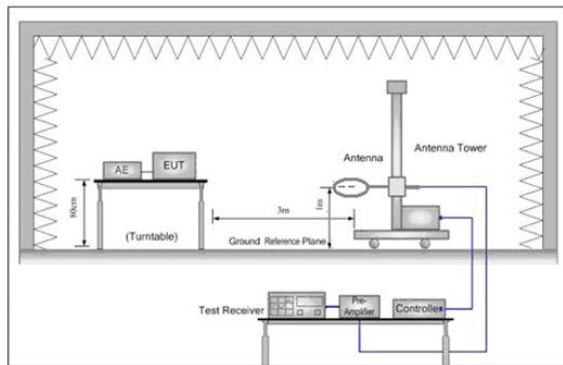 Antenna Tower
Antenna
EUT
AE
80cm
3m
1m
(Turntable)
Ground Reference Plane
Test Receiver
Pre-
Amplifier
Controller